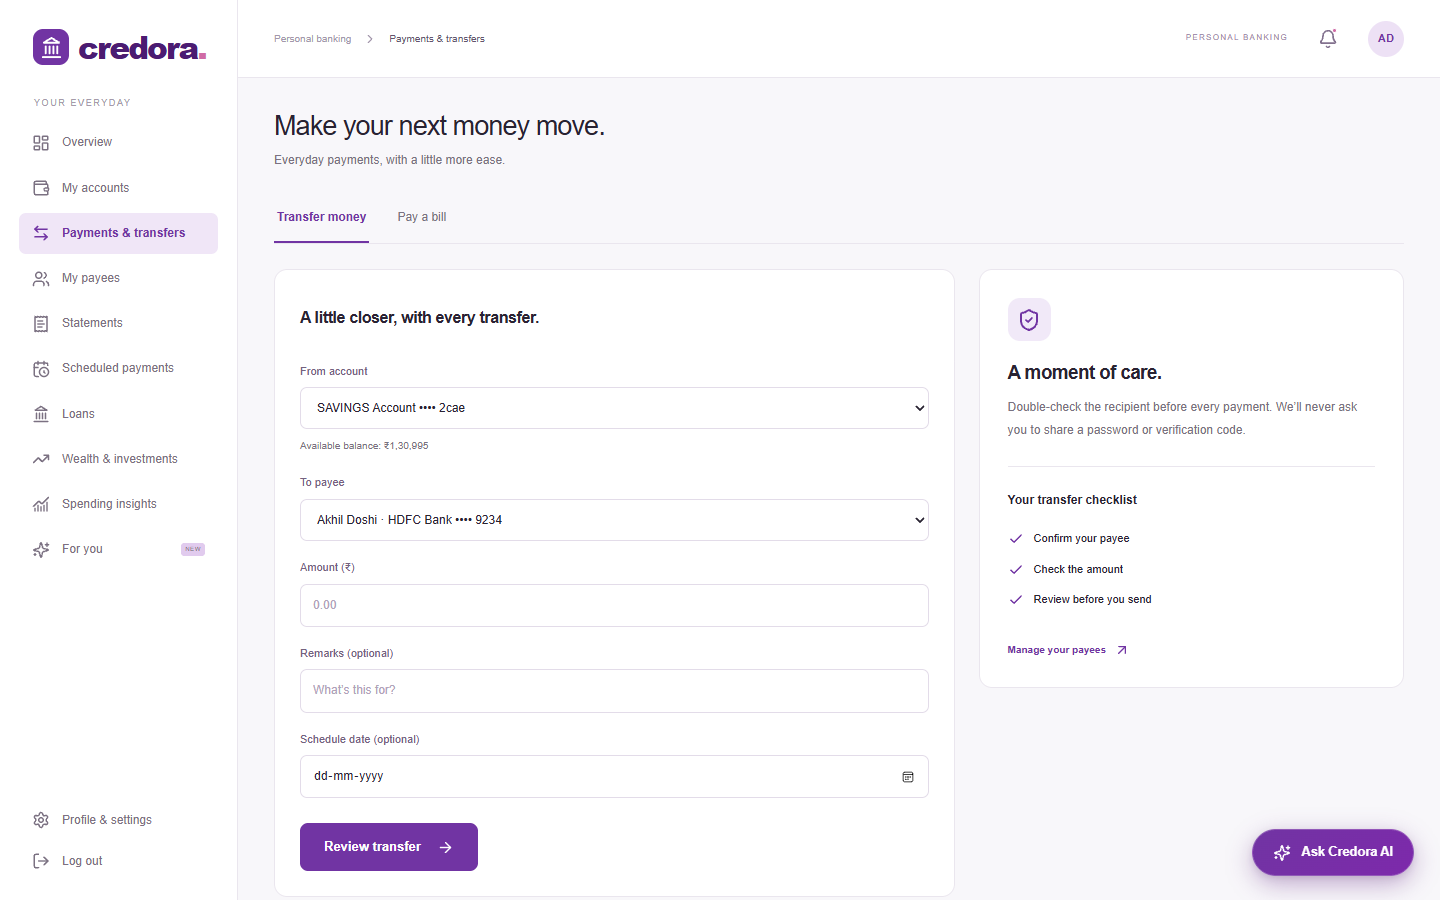 credora.
YOUR EVERYDAY
Overview
My accounts
Payments & transfers
My payees
Statements
Scheduled payments
Loans
Wealth & investments
Spending insights
For you
NEW
Profile & settings
Log out
Personal banking
Payments & transfers
PERSONAL BANKING
AD
Make your next money move.
Everyday payments, with a little more ease.
Transfer money
Pay a bill
A little closer, with every transfer.
From account
SAVINGS Account •••• 2cae
Available balance: ₹1,30,995
To payee
Akhil Doshi · HDFC Bank •••• 9234
Amount (₹)
0.00
Remarks (optional)
What's this for?
Schedule date (optional)
dd-mm-yyyy
Review transfer
A moment of care.
Double-check the recipient before every payment. We'll never ask
you to share a password or verification code.
Your transfer checklist
Confirm your payee
Check the amount
Review before you send
Manage your payees
Ask Credora AI